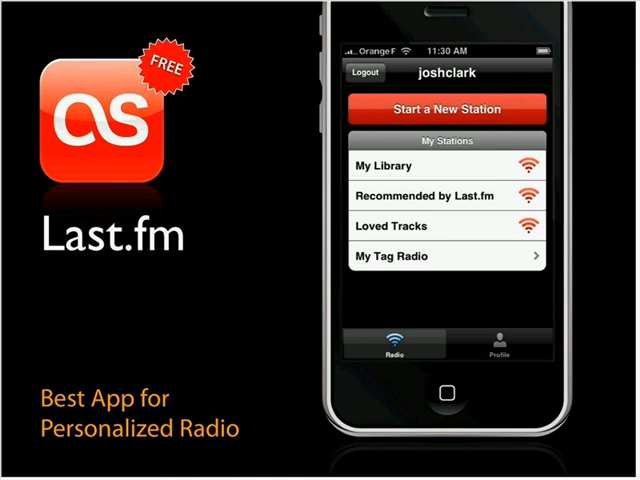 FREE
as
Last.fm
Best App for
Personalized Radio
Orange F 11:30 AM
Logout joshclark
Start a New Station
My Stations
My Library
Recommended by Last.fm
Loved Tracks
My Tag Radio
Radio Profile